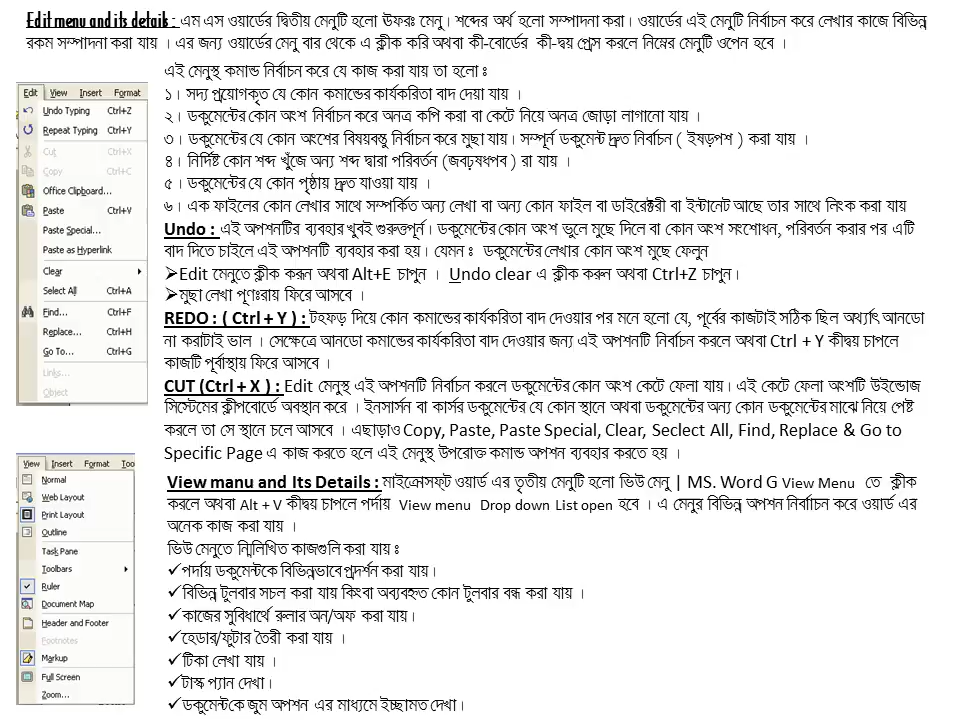 Edit menu and its details : এম এস ওয়ার্ডের দ্বিতীয় মেনুটি হলো ঊফরঃ মেনু। শব্দের অর্থ হলো সম্পাদনা করা। ওয়ার্ডের এই মেনুটি নির্বাচন করে লেখার কাজে বিভিন্ন
রকম সম্পাদনা করা যায় । এর জন্য ওয়ার্ডের মেনু বার থেকে এ ক্লীক করি অথবা কী-বোর্ডের কী-দ্বয় প্রেস করলে নিম্নের মেনুটি ওপেন হবে ।
এই মেনুস্থ কমান্ড নির্বাচন করে যে কাজ করা যায় তা হলো ঃ
১। সদ্য প্রয়োগকৃত যে কোন কমান্ডের কার্যকরিতা বাদ দেয়া যায় ।
২। ডকুমেন্টের কোন অংশ নির্বাচন করে অনত্র কপি করা বা কেটে নিয়ে অনত্র জোড়া লাগানো যায় ।
৩। ডকুমেন্টের যে কোন অংশের বিষয়বস্তু নির্বাচন করে মুছা যায়। সম্পূর্ন ডকুমেন্ট দ্রুত নির্বাচন ( ইষড়পশ ) করা যায় ।
৪। নির্দিষ্ট কোন শব্দ খুঁজে অন্য শব্দ দ্বারা পরিবর্তন (জবঢ়ষধপব ) রা যায় ।
৫। ডকুমেন্টের যে কোন পৃষ্ঠায় দ্রুত যাওয়া যায় ।
৬। এক ফাইলের কোন লেখার সাথে সম্পর্কিত অন্য লেখা বা অন্য কোন ফাইল বা ডাইরেক্টরী বা ইন্টানেট আছে তার সাথে লিংক করা যায়
Undo : এই অপশনটির ব্যবহার খুবই গুরুত্তপূর্ন। ডকুমেন্টের কোন অংশ ভুলে মুছে দিলে বা কোন অংশ সংশোধন, পরিবর্তন করার পর এটি
বাদ দিতে চাইলে এই অপশনটি ব্যবহার করা হয়। যেমন ঃ ডকুমেন্টের লেখার কোন অংশ মুছে ফেলুন
➢Edit মেনুতে ক্লীক করূন অথবা Alt+E চাপুন । Undo clear এ ক্লীক করুন অথবা Ctrl+Z চাপুন।
➢মুছা লেখা পূণঃরায় ফিরে আসবে ।
REDO : ( Ctrl + Y ) : টহফড় দিয়ে কোন কমান্ডের কার্যকরিতা বাদ দেওয়ার পর মনে হলো যে, পূর্বের কাজটাই সঠিক ছিল অর্থ্যাৎ আনডো
না করাটাই ভাল । সেক্ষেত্রে আনডো কমান্ডের কার্যকরিতা বাদ দেওয়ার জন্য এই অপশনটি নির্বাচন করলে অথবা Ctrl + Y কীদ্বয় চাপলে
কাজটি পূর্বাস্থায় ফিরে আসবে ।
CUT (Ctrl + X ) : Edit মেনুস্থ এই অপশনটি নির্বাচন করলে ডকুমেন্টের কোন অংশ কেটে ফেলা যায়। এই কেটে ফেলা অংশটি উইন্ডোজ
সিস্টেমের ক্লীপবোর্ডে অবস্থান করে । ইনসার্সন বা কার্সর ডকুমেন্টের যে কোন স্থানে অথবা ডকুমেন্টের অন্য কোন ডকুমেন্টের মাঝে নিয়ে পেষ্ট
করলে তা সে স্থানে চলে আসবে । এছাড়াও Copy, Paste, Paste Special, Clear, Seclect All, Find, Replace & Go to
Specific Page এ কাজ করতে হলে এই মেনুস্থ উপরোক্ত কমান্ড অপশন ব্যবহার করতে হয় ।
Edit View Insert Format
Undo Typing Ctrl+Z
Repeat Typing Ctrl+Y
Cut Ctrl+X
Copy Ctrl+C
Office Clipboard...
Paste Ctrl+V
Paste Special...
Paste as Hyperlink
Clear
Select All Ctrl+A
Find... Ctrl+F
Replace... Ctrl+H
Go To... Ctrl+G
Links...
Object
View manu and Its Details : মাইক্রোসফ্ট ওয়ার্ড এর তৃতীয় মেনুটি হলো ভিউ মেনু | MS. Word G View Menu তে ক্লীক
করলে অথবা Alt + V কীদ্বয় চাপলে পর্দায় View menu Drop down List open হবে । এ মেনুর বিভিন্ন অপশন নির্বাচন করে ওয়ার্ড এর
অনেক কাজ করা যায় ।
ভিউ মেনুতে নিম্নিলিখিত কাজগুলি করা যায় ঃ
✓পর্দায় ডকুমেন্টকে বিভিন্নভাবে প্রদর্শন করা যায়।
✓বিভিন্ন টুলবার সচল করা যায় কিংবা অব্যবহৃত কোন টুলবার বন্ধ করা যায় ।
✓কাজের সুবিধার্থে রুলার অন/অফ করা যায়।
✓হেডার/ফুটার তৈরী করা যায় ।
✓টিকা লেখা যায় ।
✓টাস্ক প্যান দেখা।
✓ডকুমেন্টকে জুম অপশন এর মাধ্যমে ইচ্ছামত দেখা।
View Insert Format Too
Normal
Web Layout
Print Layout
Outline
Task Pane
Toolbars
Ruler
Document Map
Header and Footer
Footnotes
Markup
Full Screen
Zoom...